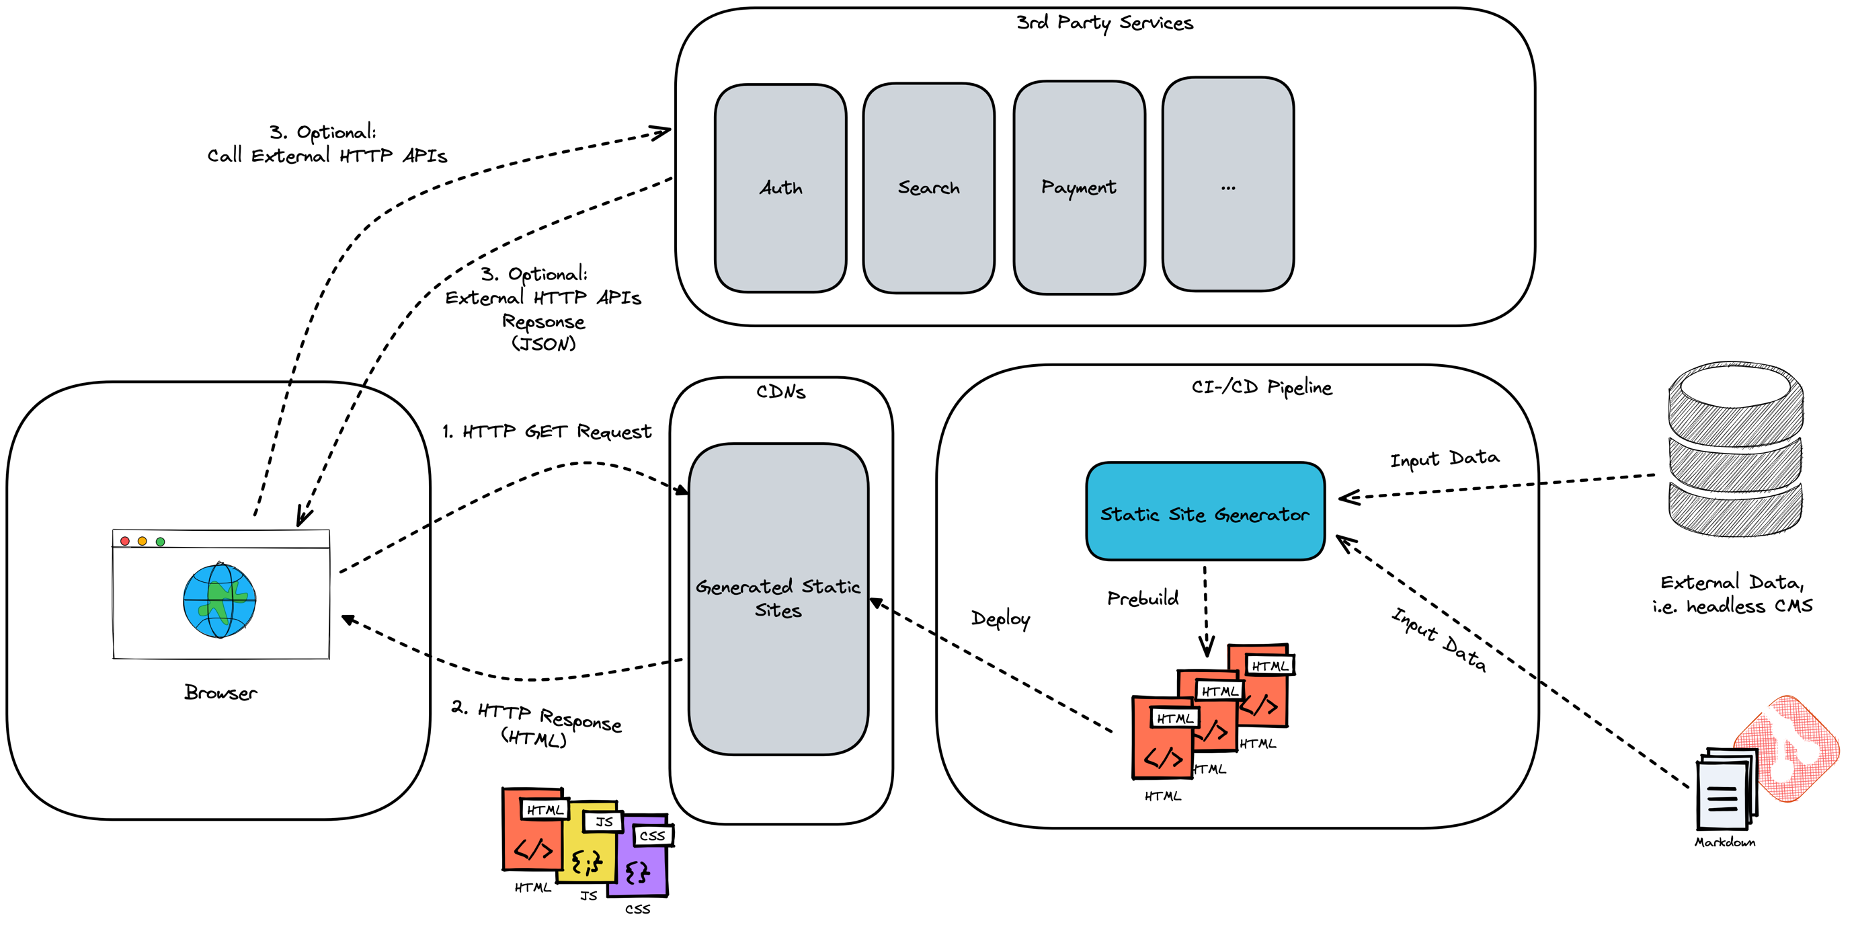 3rd Party Services
Auth
Search
Payment
...
3. Optional:
Call External HTTP APIs
3. Optional:
External HTTP APIs
Repsonse
(JSON)
Browser
1. HTTP GET Request
2. HTTP Response
(HTML)
HTML
JS
CSS
HTML
JS
CSS
CDNs
Generated Static
Sites
Deploy
CI-/CD Pipeline
Static Site Generator
Prebuild
HTML
HTML
HTML
HTML
HTML
HTML
Input Data
Input Data
External Data,
i.e. headless CMS
Markdown